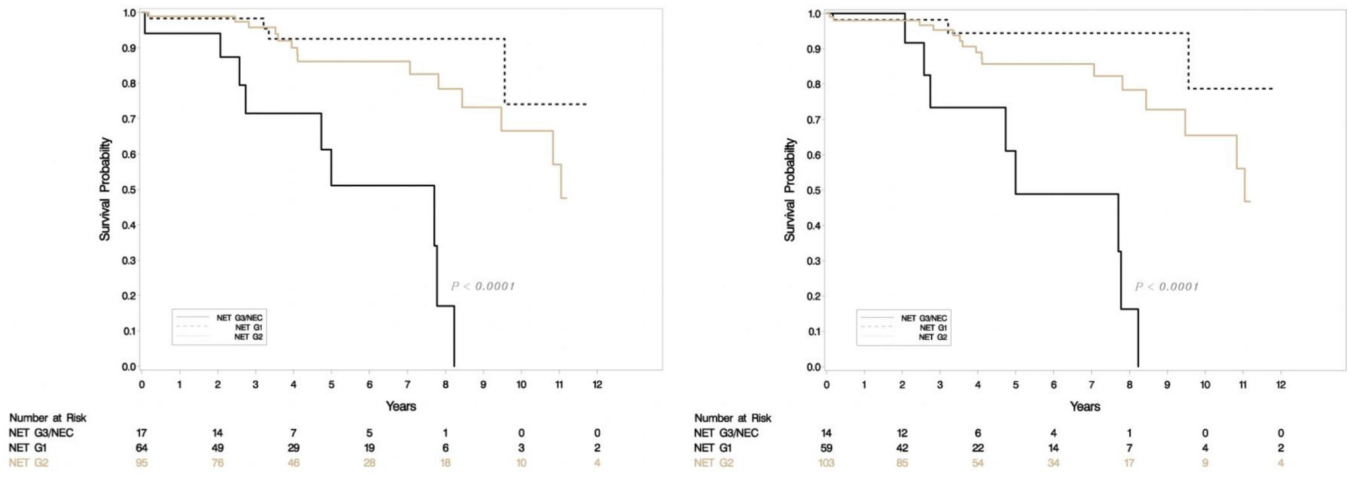 1.0
0.9
0.8
0.7
0.6
0.5
0.4
0.3
0.2
0.1
0.0
Survival Probabilty
P < 0.0001
NET G3/NEC
NET G1
NET G2
0 1 2 3 4 5 6 7 8 9 10 11 12
Years
Number at Risk
NET G3/NEC 17 14 7 5 1 0 0
NET G1 64 49 29 19 6 3 2
NET G2 95 76 46 28 18 10 4
1.0
0.9
0.8
0.7
0.6
0.5
0.4
0.3
0.2
0.1
0.0
Survival Probabilty
P < 0.0001
NET G3/NEC
NET G1
NET G2
0 1 2 3 4 5 6 7 8 9 10 11 12
Years
Number at Risk
NET G3/NEC 14 12 6 4 1 0 0
NET G1 59 42 22 14 7 4 2
NET G2 103 85 54 34 17 9 4